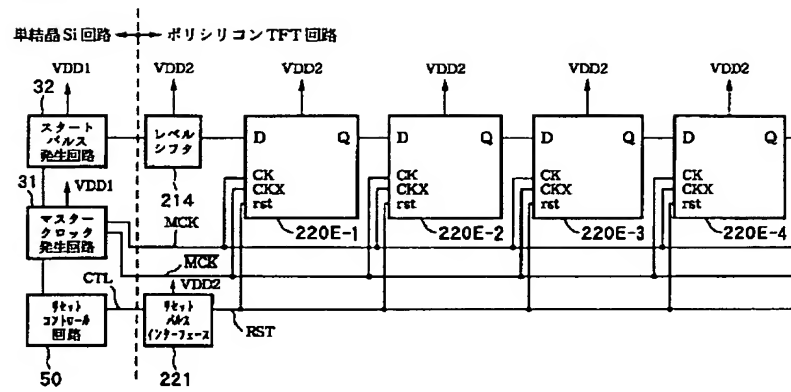 単結晶Si回路
ポリシリコンTFT回路
VDD1
VDD2
VDD2
VDD2
VDD2
VDD2
32
スタート
パルス
発生回路
レベル
シフタ
214
D
Q
CK
CKX
rst
220E-1
D
Q
CK
CKX
rst
220E-2
D
Q
CK
CKX
rst
220E-3
D
Q
CK
CKX
rst
220E-4
31
VDD1
マスター
クロック
発生回路
MCK
MCK
CTL
VDD2
リセット
コントロール
回路
50
リセット
パルス
インターフェース
221
RST